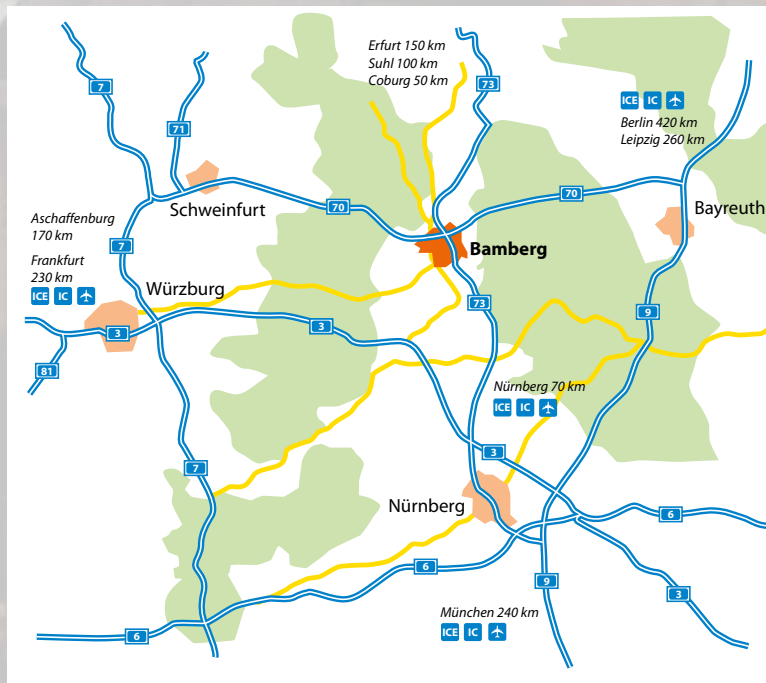 Erfurt 150 km
Suhl 100 km
Coburg 50 km
7
73
71
ICE IC
Berlin 420 km
Leipzig 260 km
Schweinfurt
70
70
Bayreuth
Aschaffenburg
170 km
7
Frankfurt
230 km
ICE IC
Bamberg
Würzburg
73
9
3
3
81
Nürnberg 70 km
ICE IC
3
7
Nürnberg
6
6
9
3
München 240 km
6
ICE IC